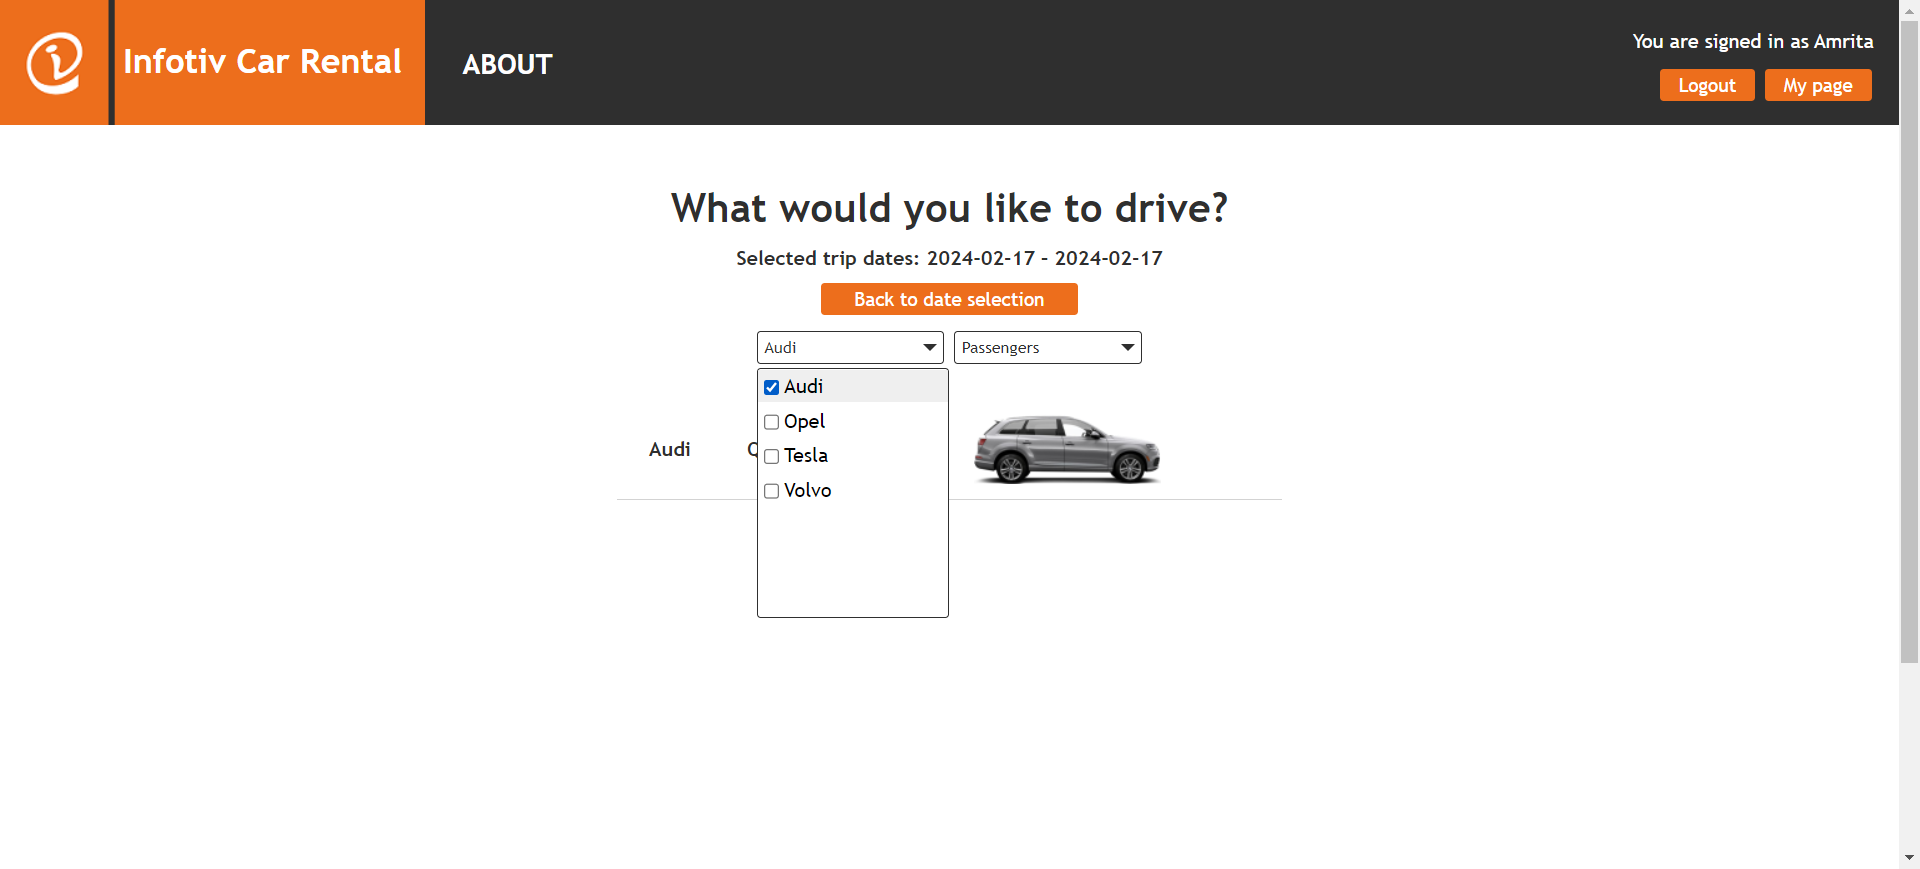 Infotiv Car Rental
ABOUT
You are signed in as Amrita
Logout
My page
What would you like to drive?
Selected trip dates: 2024-02-17 - 2024-02-17
Back to date selection
Audi
Passengers
Audi
Opel
Tesla
Volvo
Audi